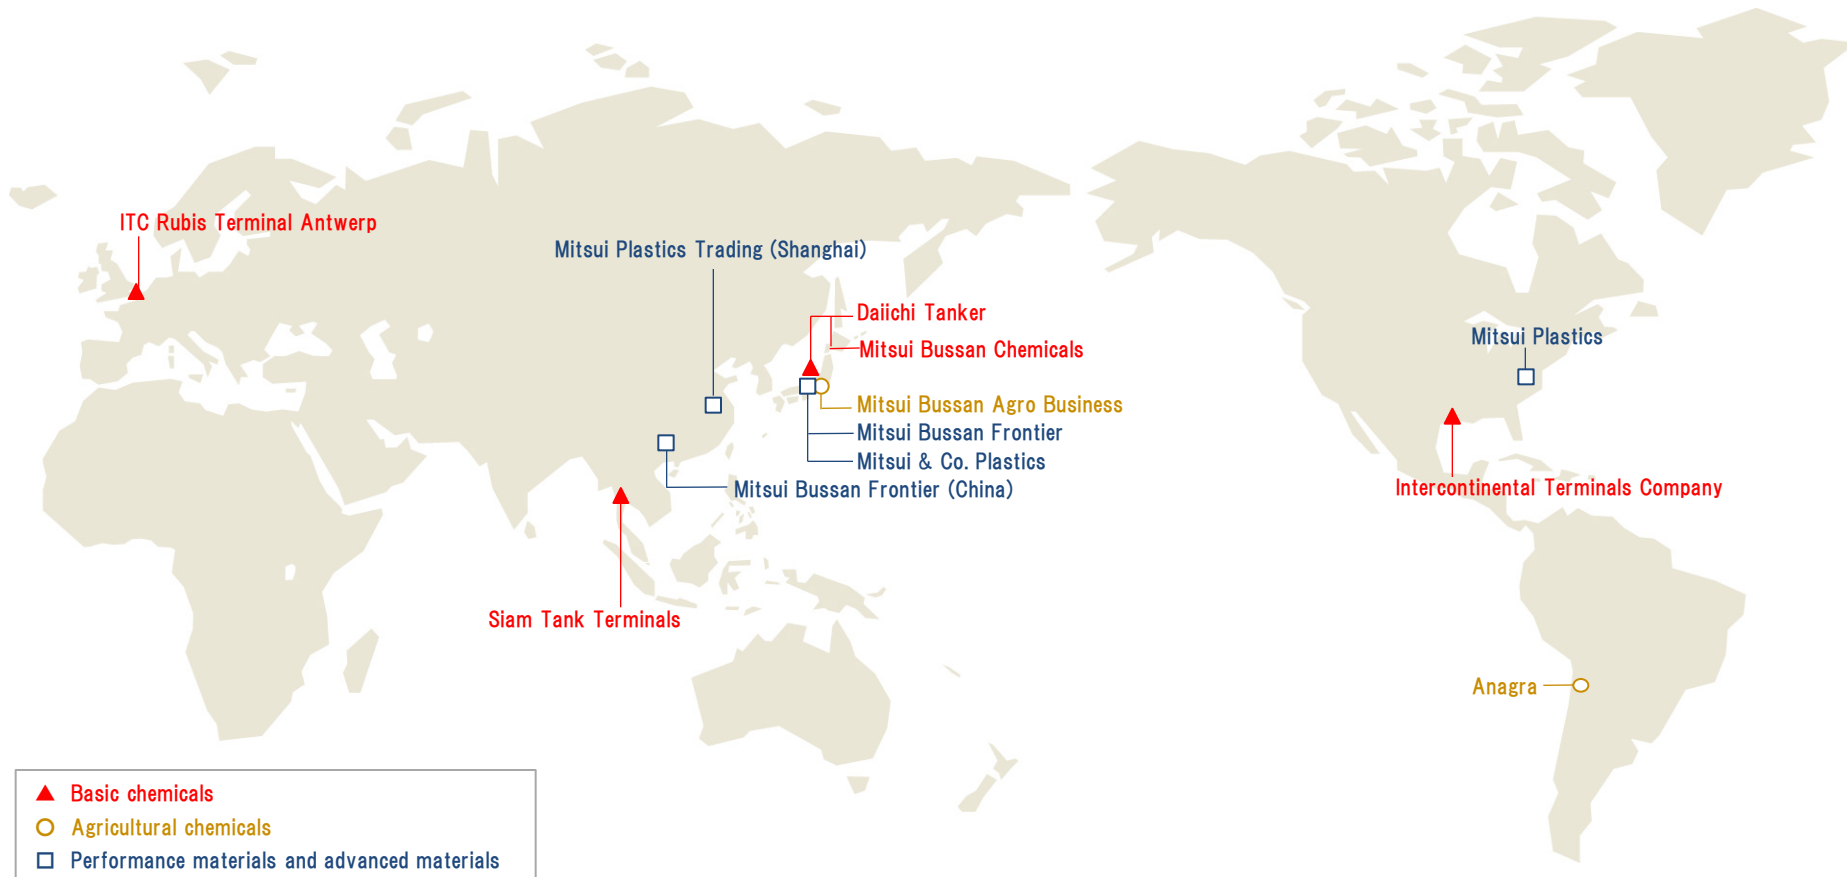 ITC Rubis Terminal Antwerp
Mitsui Plastics Trading (Shanghai)
Daiichi Tanker
Mitsui Bussan Chemicals
Mitsui Plastics
Mitsui Bussan Agro Business
Mitsui Bussan Frontier
Mitsui & Co. Plastics
Mitsui Bussan Frontier (China)
Intercontinental Terminals Company
Siam Tank Terminals
Anagra
Basic chemicals
Agricultural chemicals
Performance materials and advanced materials